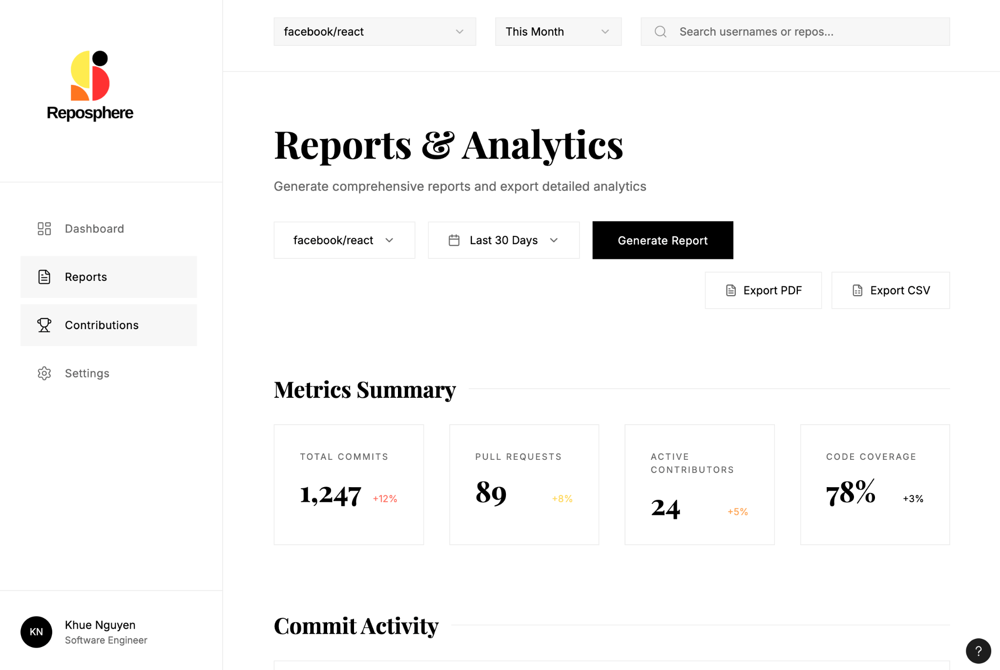 facebook/react
This Month
Search usernames or repos...
Reposphere
Dashboard
Reports
Contributions
Settings
Khue Nguyen
Software Engineer
KN
Reports & Analytics
Generate comprehensive reports and export detailed analytics
facebook/react
Last 30 Days
Generate Report
Export PDF
Export CSV
Metrics Summary
TOTAL COMMITS
1,247 +12%
PULL REQUESTS
89 +8%
ACTIVE
CONTRIBUTORS
24 +5%
CODE COVERAGE
78% +3%
Commit Activity
?